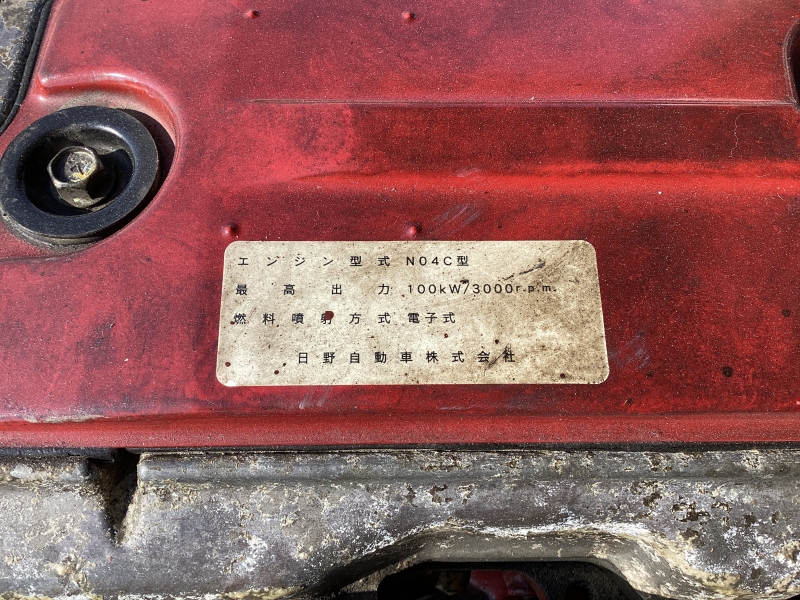 エンジン型式 N04C型
最高出力 100kW/3000r.p.m.
燃料噴射方式 電子式
日野自動車株式会社